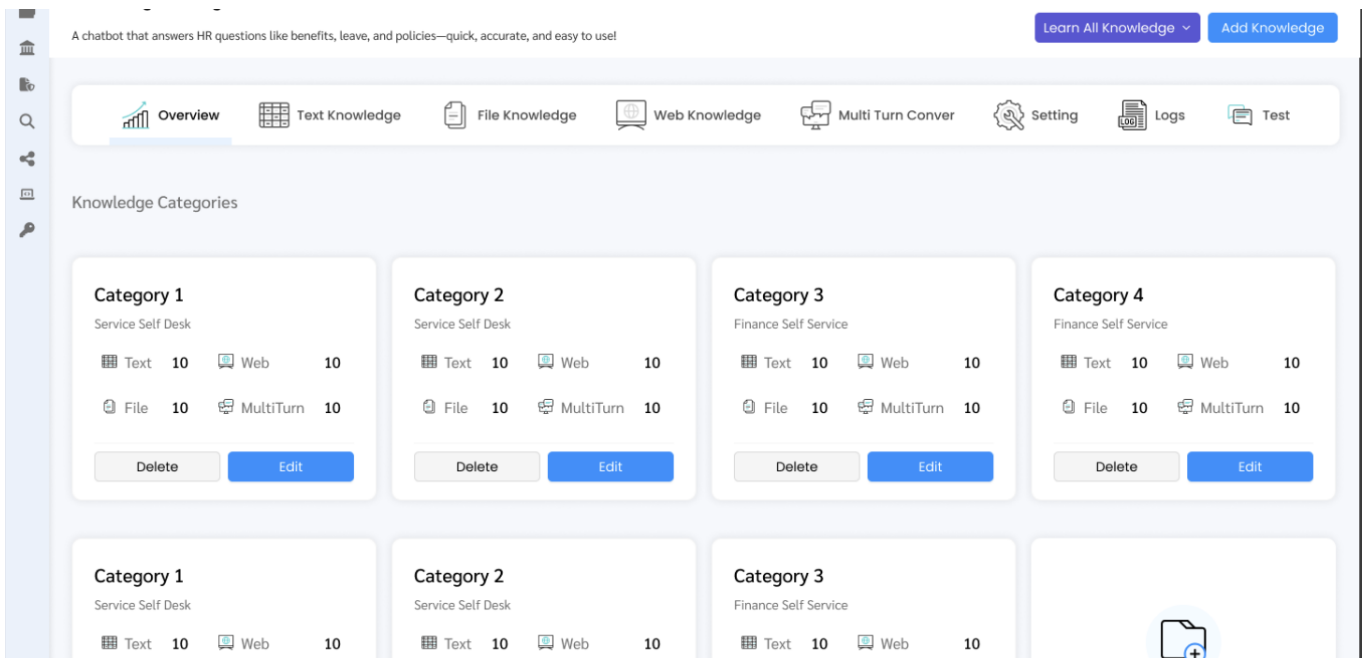 A chatbot that answers HR questions like benefits, leave, and policies—quick, accurate, and easy to use!
Learn All Knowledge
Add Knowledge
Overview
Text Knowledge
File Knowledge
Web Knowledge
Multi Turn Conver
Setting
LOG
Logs
Test
Knowledge Categories
Category 1
Service Self Desk
Text 10 Web 10
File 10 MultiTurn 10
Delete Edit
Category 2
Service Self Desk
Text 10 Web 10
File 10 MultiTurn 10
Delete Edit
Category 3
Finance Self Service
Text 10 Web 10
File 10 MultiTurn 10
Delete Edit
Category 4
Finance Self Service
Text 10 Web 10
File 10 MultiTurn 10
Delete Edit
Category 1
Service Self Desk
Text 10 Web 10
Category 2
Service Self Desk
Text 10 Web 10
Category 3
Finance Self Service
Text 10 Web 10